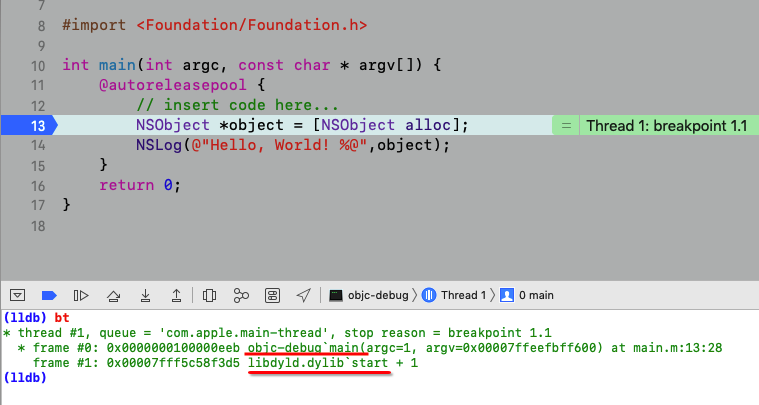 7
8 #import <Foundation/Foundation.h>
9
10 int main(int argc, const char * argv[]) {
11 @autoreleasepool {
12 // insert code here...
13 NSObject *object = [NSObject alloc]; = Thread 1: breakpoint 1.1
14 NSLog(@"Hello, World! %@",object);
15 }
16 return 0;
17 }
18
objc-debug 〉 Thread 1 〉 0 main
(lldb) bt
* thread #1, queue = 'com.apple.main-thread', stop reason = breakpoint 1.1
* frame #0: 0x0000000100000eeb objc-debug`main(argc=1, argv=0x00007ffeefbff600) at main.m:13:28
frame #1: 0x00007fff5c58f3d5 libdyld.dylib`start + 1
(lldb)